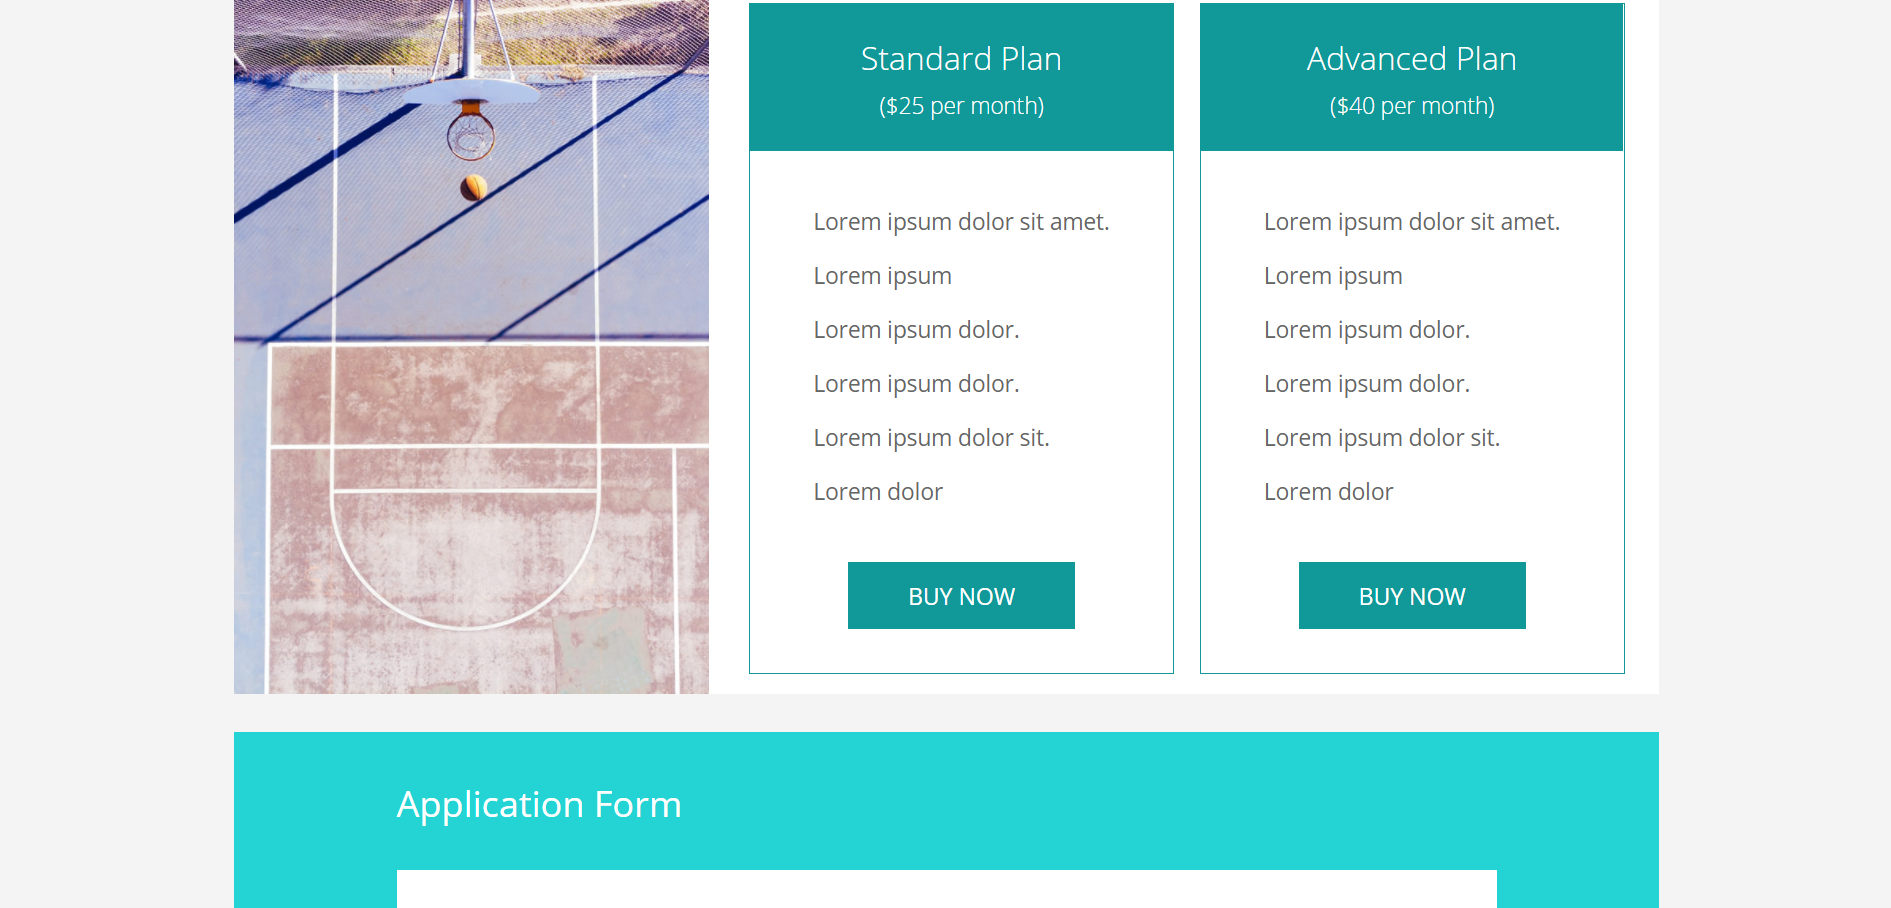 Standard Plan
($25 per month)
Lorem ipsum dolor sit amet.
Lorem ipsum
Lorem ipsum dolor.
Lorem ipsum dolor.
Lorem ipsum dolor sit.
Lorem dolor
BUY NOW
Advanced Plan
($40 per month)
Lorem ipsum dolor sit amet.
Lorem ipsum
Lorem ipsum dolor.
Lorem ipsum dolor.
Lorem ipsum dolor sit.
Lorem dolor
BUY NOW
Application Form